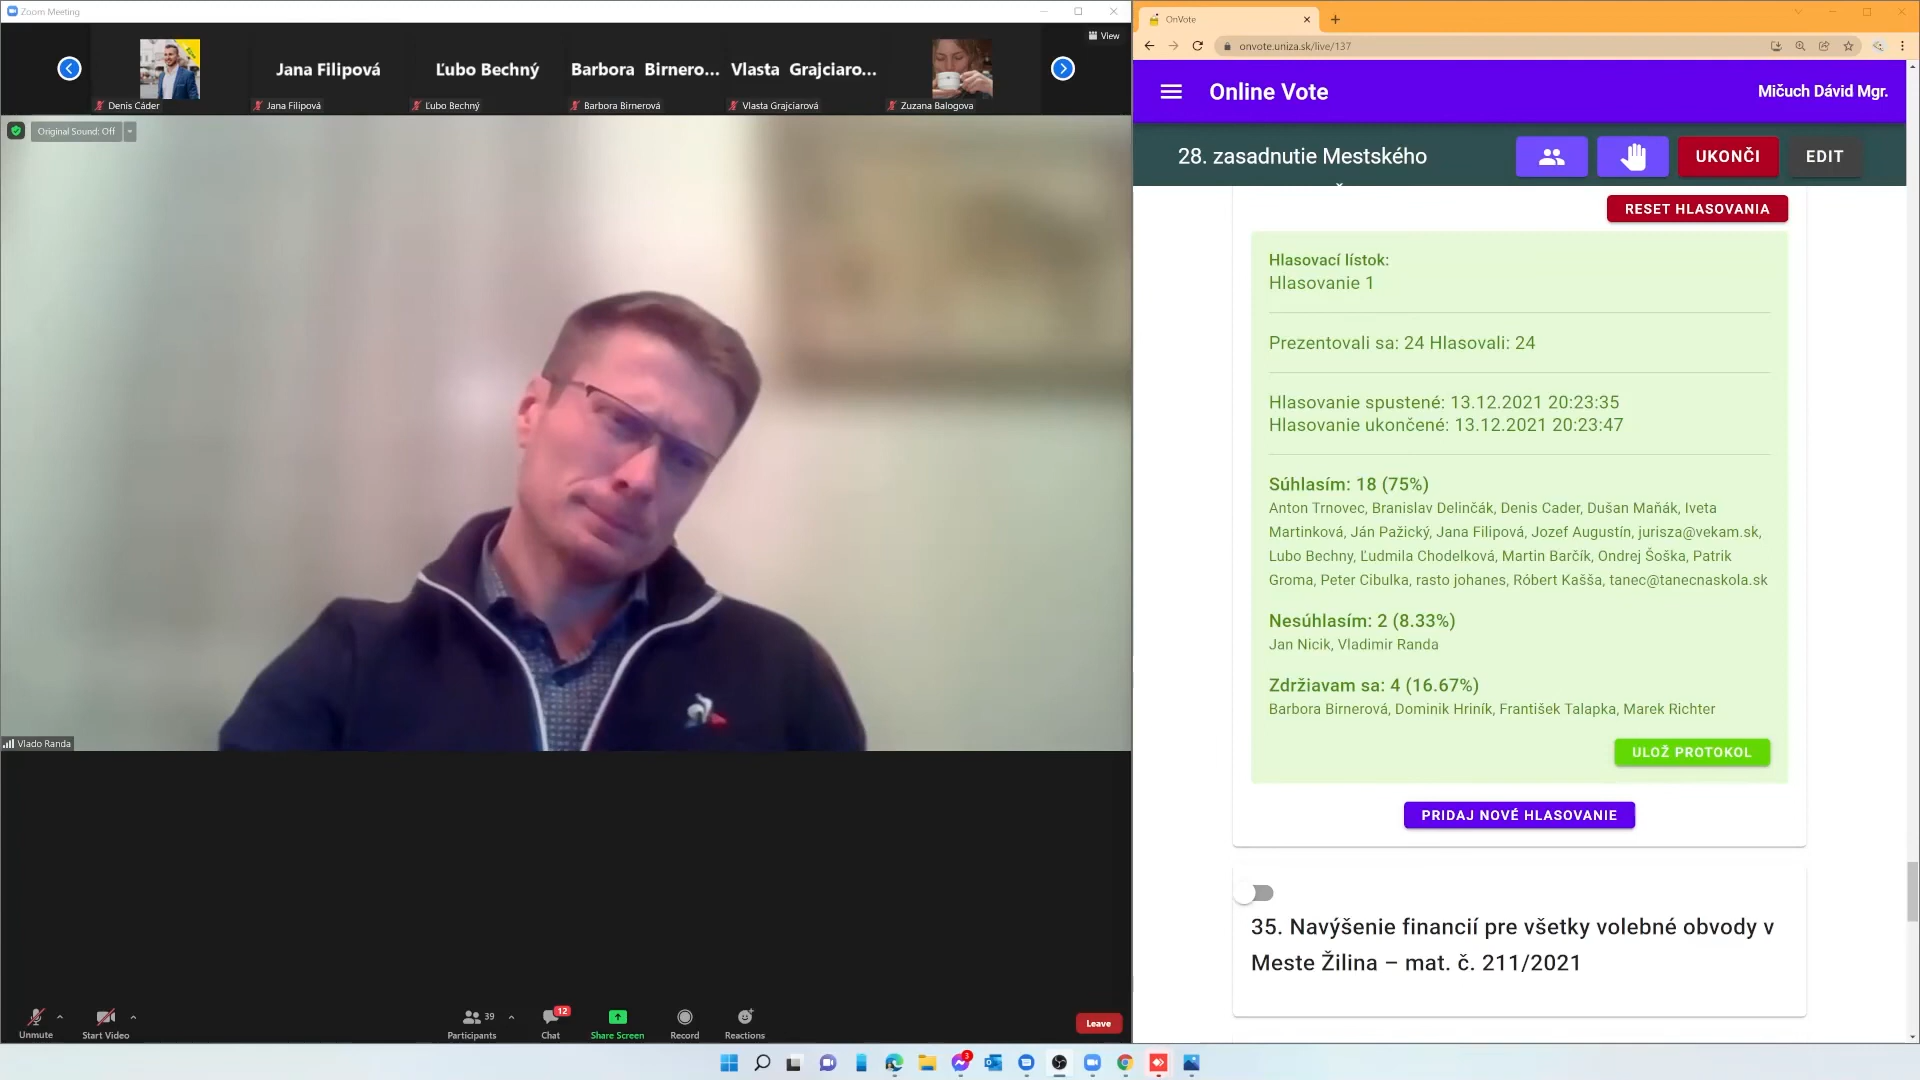 Zoom Meeting
View
Jana Filipová
Ľubo Bechný
Barbora Birnero...
Vlasta Grajciaro...
Denis Cáder
Jana Filipová
Ľubo Bechný
Barbora Birnerová
Vlasta Grajciarová
Zuzana Balogova
Original Sound: Off
Vlado Randa
Unmute
Start Video
39
Participants
12
Chat
Share Screen
Record
Reactions
Leave
OnVote
onvote.uniza.sk/live/137
Online Vote
Mičuch Dávid Mgr.
28. zasadnutie Mestského
UKONČI
EDIT
RESET HLASOVANIA
Hlasovací lístok:
Hlasovanie 1
Prezentovali sa: 24 Hlasovali: 24
Hlasovanie spustené: 13.12.2021 20:23:35
Hlasovanie ukončené: 13.12.2021 20:23:47
Súhlasím: 18 (75%)
Anton Trnovec, Branislav Delinčák, Denis Cader, Dušan Maňák, Iveta
Martinková, Ján Pažický, Jana Filipová, Jozef Augustín, jurisza@vekam.sk,
Lubo Bechny, Ľudmila Chodelková, Martin Barčík, Ondrej Šoška, Patrik
Groma, Peter Cibulka, rasto johanes, Róbert Kašša, tanec@tanecnaskola.sk
Nesúhlasím: 2 (8.33%)
Jan Nicik, Vladimir Randa
Zdržiavam sa: 4 (16.67%)
Barbora Birnerová, Dominik Hriník, František Talapka, Marek Richter
ULOŽ PROTOKOL
PRIDAJ NOVÉ HLASOVANIE
35. Navýšenie financií pre všetky volebné obvody v
Meste Žilina – mat. č. 211/2021
3